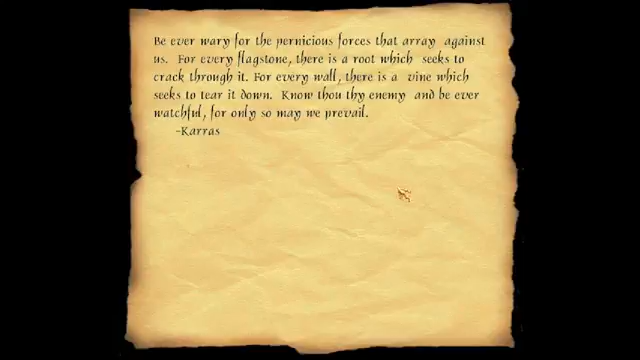 Be ever wary for the pernicious forces that array against
us. For every flagstone, there is a root which seeks to
crack through it. For every wall, there is a vine which
seeks to tear it down. Know thou thy enemy and be ever
watchful, for only so may we prevail.
-Karras